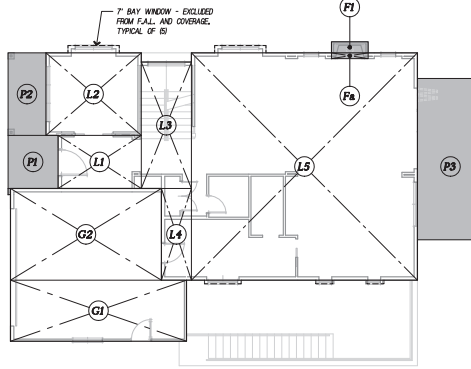 7' BAY WINDOW - EXCLUDED
FROM F.A.L. AND COVERAGE,
TYPICAL OF (5)
F1
P2
L2
Fa
L3
P1
L1
L5
P3
G2
L4
G1